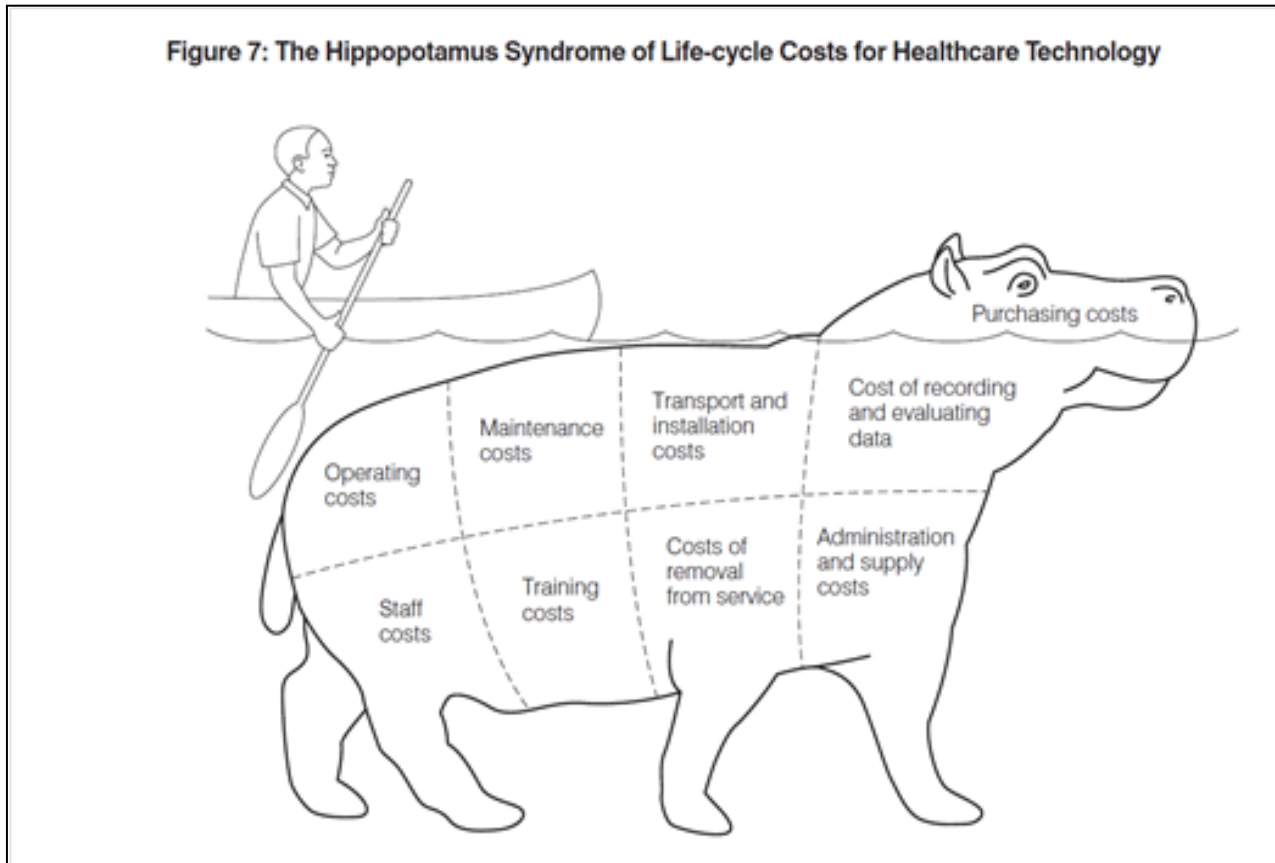 Figure 7: The Hippopotamus Syndrome of Life-cycle Costs for Healthcare Technology
Purchasing costs
Cost of recording
and evaluating
data
Transport and
installation
costs
Maintenance
costs
Operating
costs
Staff
costs
Training
costs
Costs of
removal
from service
Administration
and supply
costs